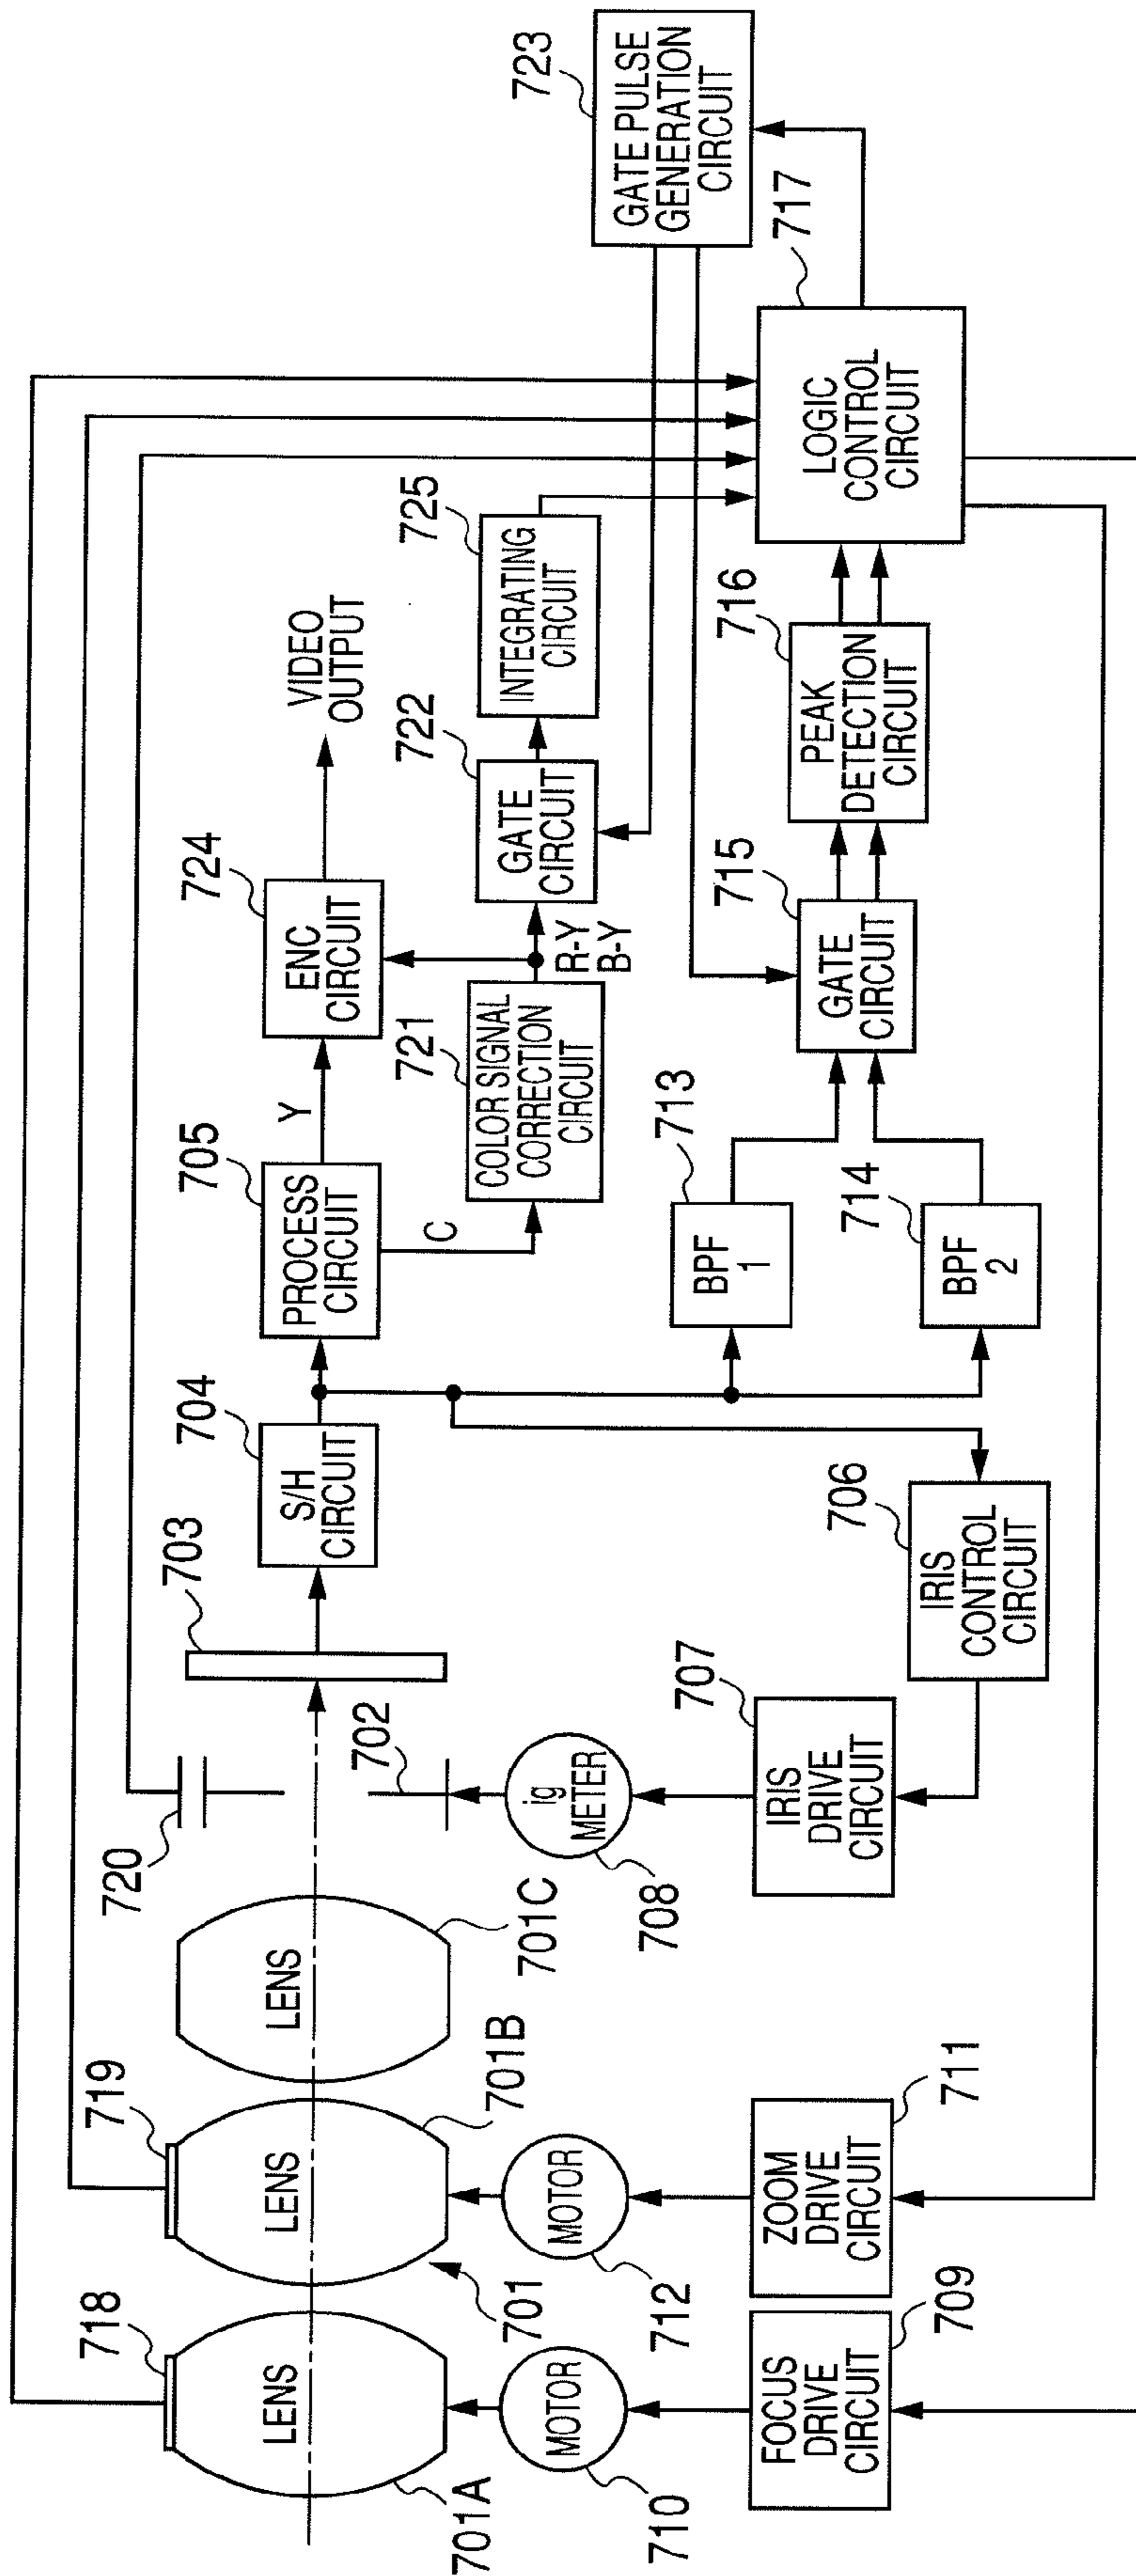 718
719
720
703
704
705
724
VIDEO
OUTPUT
725
723
LENS
LENS
LENS
S/H
CIRCUIT
PROCESS
CIRCUIT
Y
ENC
CIRCUIT
GATE PULSE
GENERATION
CIRCUIT
C
721
COLOR SIGNAL
CORRECTION
CIRCUIT
R-Y
B-Y
722
GATE
CIRCUIT
INTEGRATING
CIRCUIT
701A
701
701B
701C
702
MOTOR
710
MOTOR
712
ig
METER
708
707
713
715
716
717
FOCUS
DRIVE
CIRCUIT
709
ZOOM
DRIVE
CIRCUIT
711
IRIS
DRIVE
CIRCUIT
706
IRIS
CONTROL
CIRCUIT
BPF
1
714
BPF
2
GATE
CIRCUIT
PEAK
DETECTION
CIRCUIT
LOGIC
CONTROL
CIRCUIT